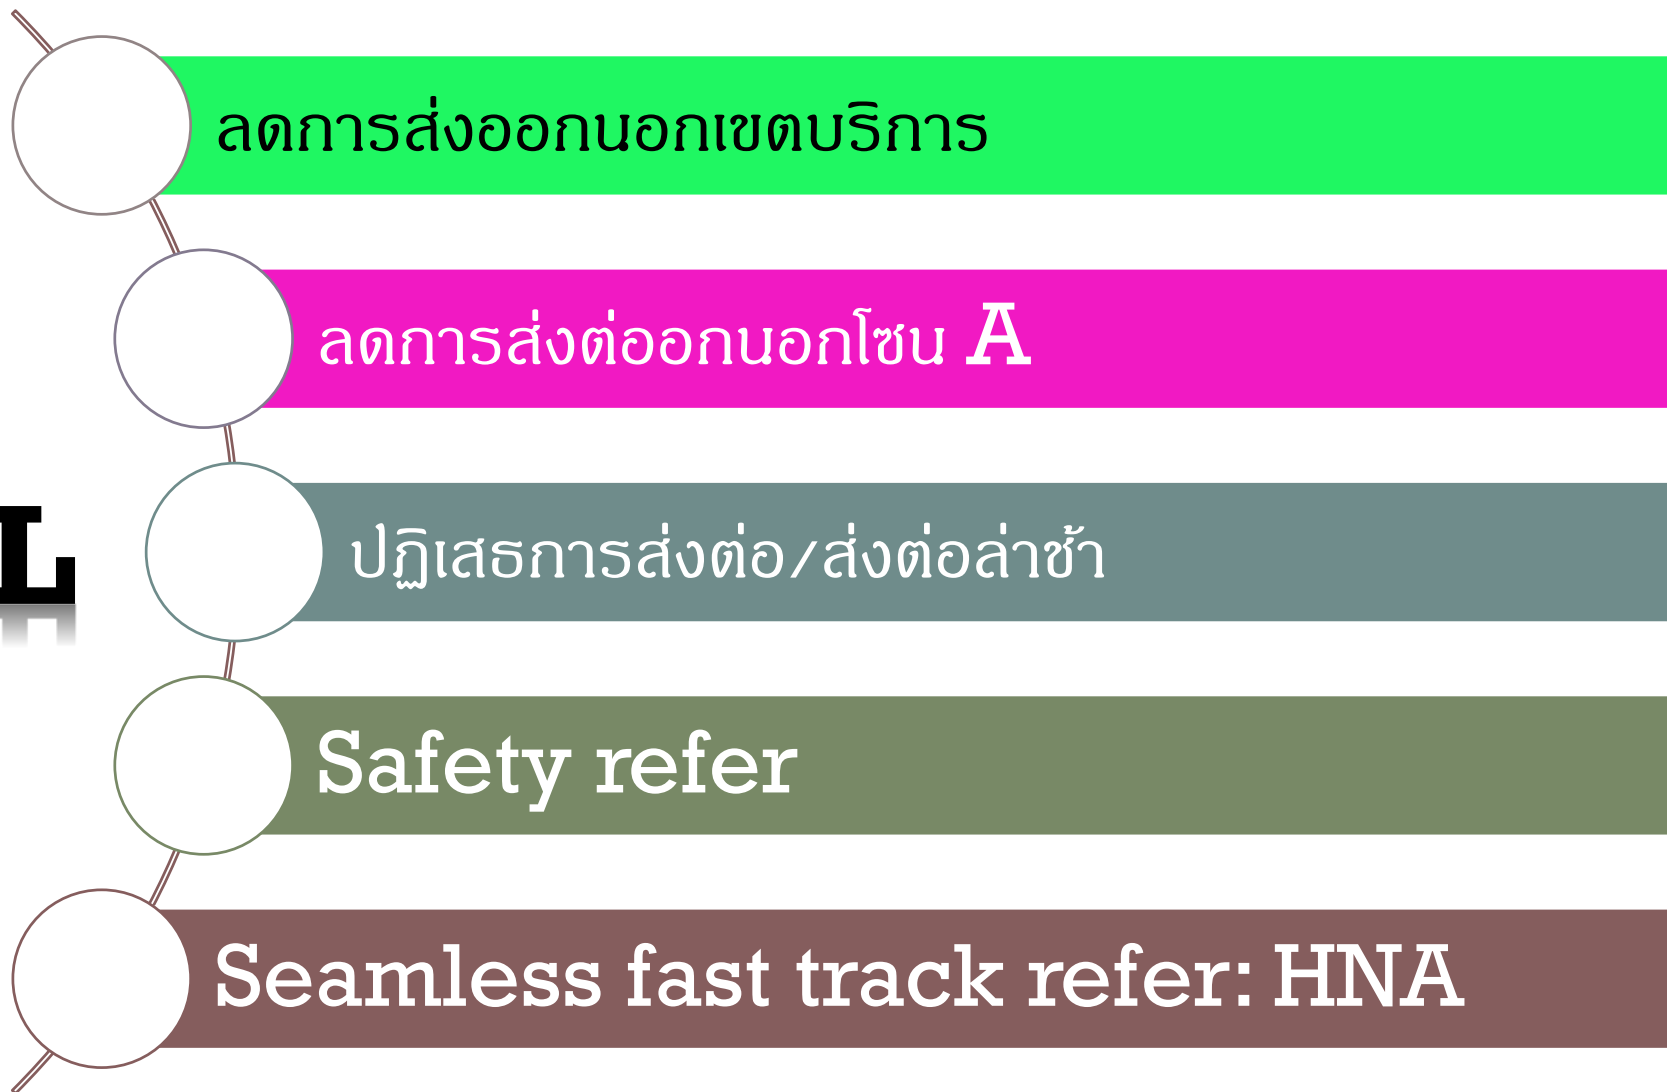 ลดการส่งออกนอกเขตบริการ
ลดการส่งต่ออกนอกโซน A
L
ปฏิเสธการส่งต่อ/ส่งต่อล่าช้า
Safety refer
Seamless fast track refer: HNA